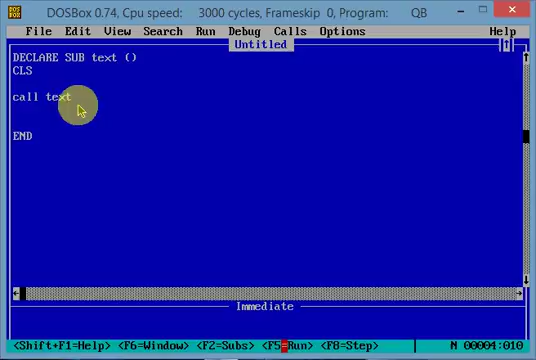 DOSBox 0.74, Cpu speed: 3000 cycles, Frameskip 0, Program: QB
File Edit View Search Run Debug Calls Options Help
Untitled
DECLARE SUB text ()
CLS
call text
END
Immediate
<Shift+F1=Help> <F6=Window> <F2=Subs> <F5=Run> <F8=Step> N 00004:010